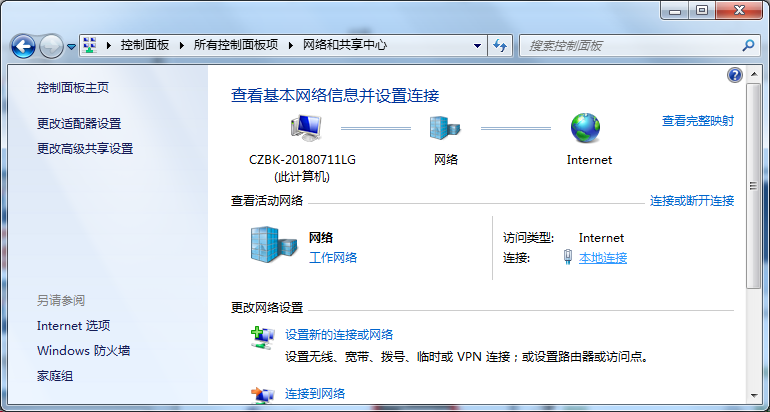 控制面板 ▸ 所有控制面板项 ▸ 网络和共享中心
搜索控制面板
控制面板主页
更改适配器设置
更改高级共享设置
查看基本网络信息并设置连接
查看完整映射
CZBK-20180711LG
(此计算机)
网络
Internet
查看活动网络
连接或断开连接
网络
工作网络
访问类型: Internet
连接: 本地连接
更改网络设置
设置新的连接或网络
设置无线、宽带、拨号、临时或 VPN 连接；或设置路由器或访问点。
连接到网络
另请参阅
Internet 选项
Windows 防火墙
家庭组